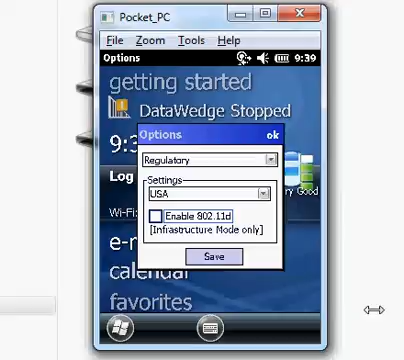 Pocket_PC
File Zoom Tools Help
Options 9:39
getting started
DataWedge Stopped
Options ok
9:3
Regulatory
Log
Settings
USA
ry Good
Wi-Fi:
Enable 802.11d
[Infrastructure Mode only]
e-m
Save
calendar
favorites